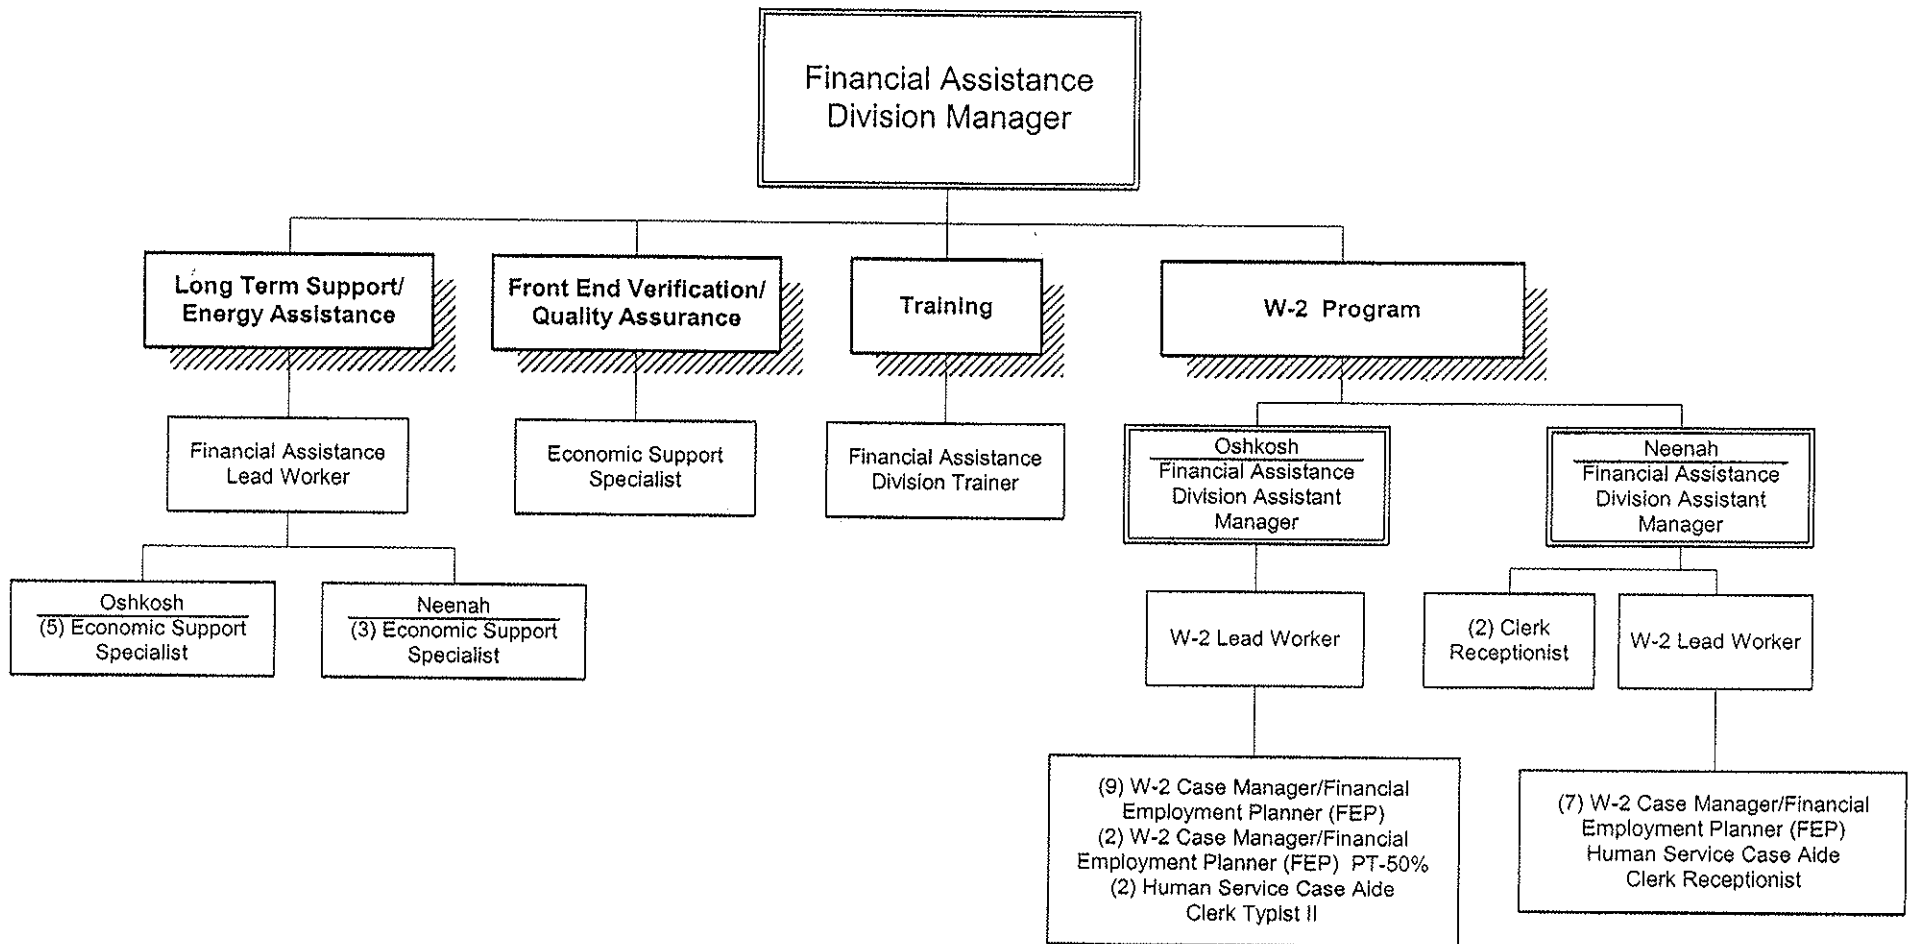 Financial Assistance
Division Manager
Long Term Support/
Energy Assistance
Front End Verification/
Quality Assurance
Training
W-2 Program
Financial Assistance
Lead Worker
Economic Support
Specialist
Financial Assistance
Division Trainer
Oshkosh
Financial Assistance
Division Assistant
Manager
Neenah
Financial Assistance
Division Assistant
Manager
Oshkosh
(5) Economic Support
Specialist
Neenah
(3) Economic Support
Specialist
W-2 Lead Worker
(2) Clerk
Receptionist
W-2 Lead Worker
(9) W-2 Case Manager/Financial
Employment Planner (FEP)
(2) W-2 Case Manager/Financial
Employment Planner (FEP) PT-50%
(2) Human Service Case Aide
Clerk Typist II
(7) W-2 Case Manager/Financial
Employment Planner (FEP)
Human Service Case Aide
Clerk Receptionist